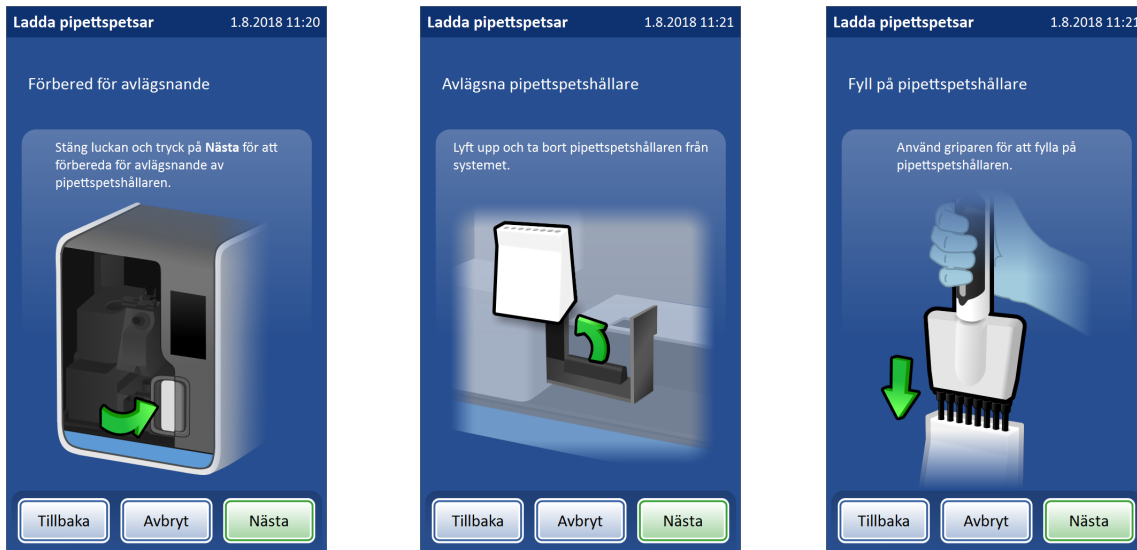 Ladda pipettspetsar 1.8.2018 11:20
Förbered för avlägsnande
Stäng luckan och tryck på Nästa för att
förbereda för avlägsnande av
pipettspetshållaren.
Tillbaka Avbryt Nästa
Ladda pipettspetsar 1.8.2018 11:21
Avlägsna pipettspetshållare
Lyft upp och ta bort pipettspetshållaren från
systemet.
Tillbaka Avbryt Nästa
Ladda pipettspetsar 1.8.2018 11:21
Fyll på pipettspetshållare
Använd griparen för att fylla på
pipettspetshållaren.
Tillbaka Avbryt Nästa